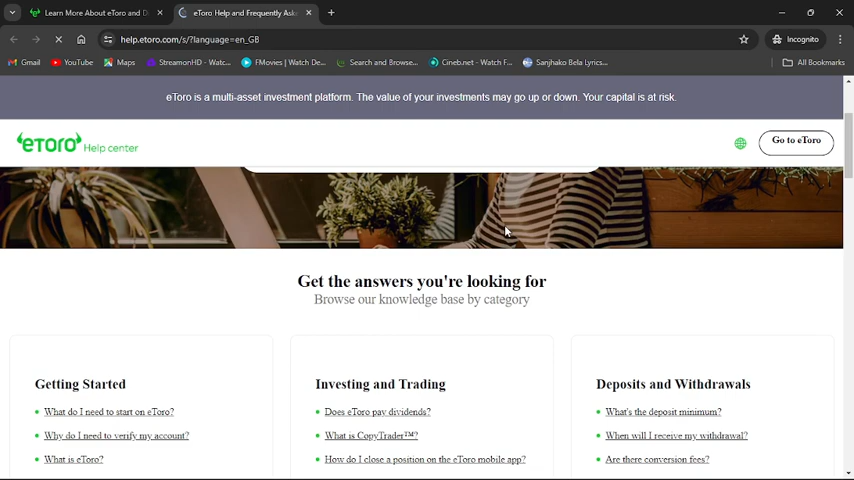 Learn More About eToro and D
eToro Help and Frequently Ask
help.etoro.com/s/?language=en_GB
Incognito
Gmail
YouTube
Maps
StreamonHD - Watc...
FMovies | Watch De...
Search and Browse...
Cineb.net - Watch F...
Sanjhako Bela Lyrics...
All Bookmarks
eToro is a multi-asset investment platform. The value of your investments may go up or down. Your capital is at risk.
eToro Help center
Go to eToro
Get the answers you're looking for
Browse our knowledge base by category
Getting Started
What do I need to start on eToro?
Why do I need to verify my account?
What is eToro?
Investing and Trading
Does eToro pay dividends?
What is CopyTrader™?
How do I close a position on the eToro mobile app?
Deposits and Withdrawals
What's the deposit minimum?
When will I receive my withdrawal?
Are there conversion fees?